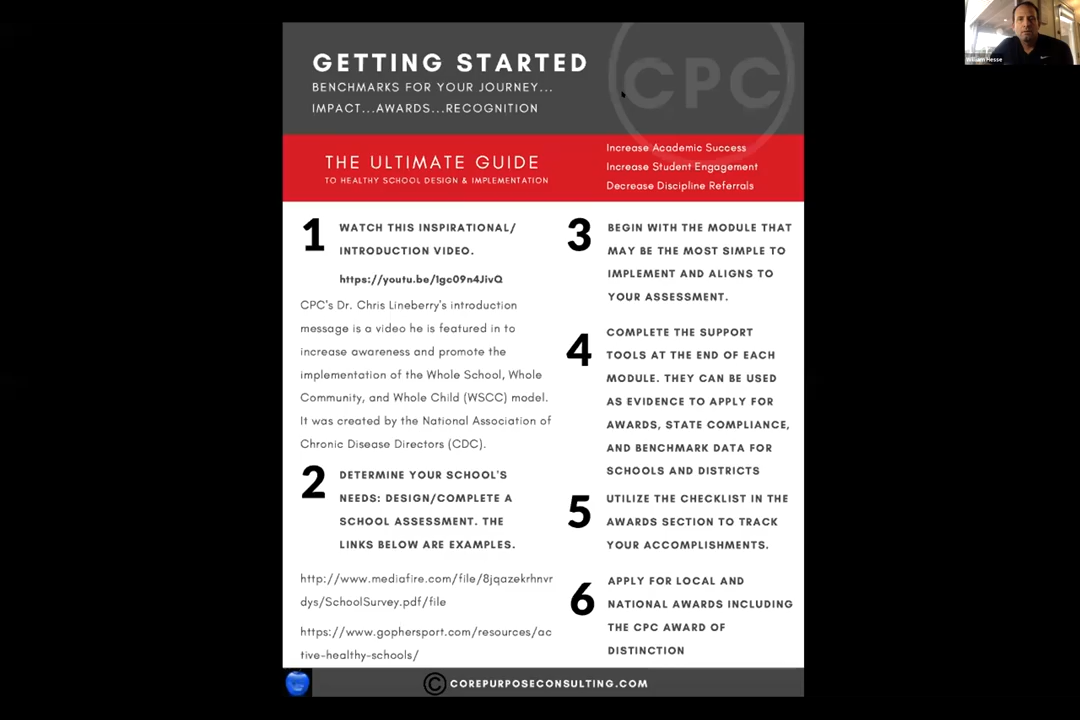 GETTING STARTED
BENCHMARKS FOR YOUR JOURNEY...
IMPACT...AWARDS...RECOGNITION
CPC
THE ULTIMATE GUIDE
TO HEALTHY SCHOOL DESIGN & IMPLEMENTATION
Increase Academic Success
Increase Student Engagement
Decrease Discipline Referrals
1
WATCH THIS INSPIRATIONAL/
INTRODUCTION VIDEO.
https://youtu.be/1gc09n4JivQ
CPC's Dr. Chris Lineberry's introduction
message is a video he is featured in to
increase awareness and promote the
implementation of the Whole School, Whole
Community, and Whole Child (WSCC) model.
It was created by the National Association of
Chronic Disease Directors (CDC).
2
DETERMINE YOUR SCHOOL'S
NEEDS: DESIGN/COMPLETE A
SCHOOL ASSESSMENT. THE
LINKS BELOW ARE EXAMPLES.
http://www.mediafire.com/file/8jqazekrhnvr
dys/SchoolSurvey.pdf/file
https://www.gophersport.com/resources/ac
tive-healthy-schools/
3
BEGIN WITH THE MODULE THAT
MAY BE THE MOST SIMPLE TO
IMPLEMENT AND ALIGNS TO
YOUR ASSESSMENT.
4
COMPLETE THE SUPPORT
TOOLS AT THE END OF EACH
MODULE. THEY CAN BE USED
AS EVIDENCE TO APPLY FOR
AWARDS, STATE COMPLIANCE,
AND BENCHMARK DATA FOR
SCHOOLS AND DISTRICTS
5
UTILIZE THE CHECKLIST IN THE
AWARDS SECTION TO TRACK
YOUR ACCOMPLISHMENTS.
6
APPLY FOR LOCAL AND
NATIONAL AWARDS INCLUDING
THE CPC AWARD OF
DISTINCTION
© COREPURPOSECONSULTING.COM
William Hesse